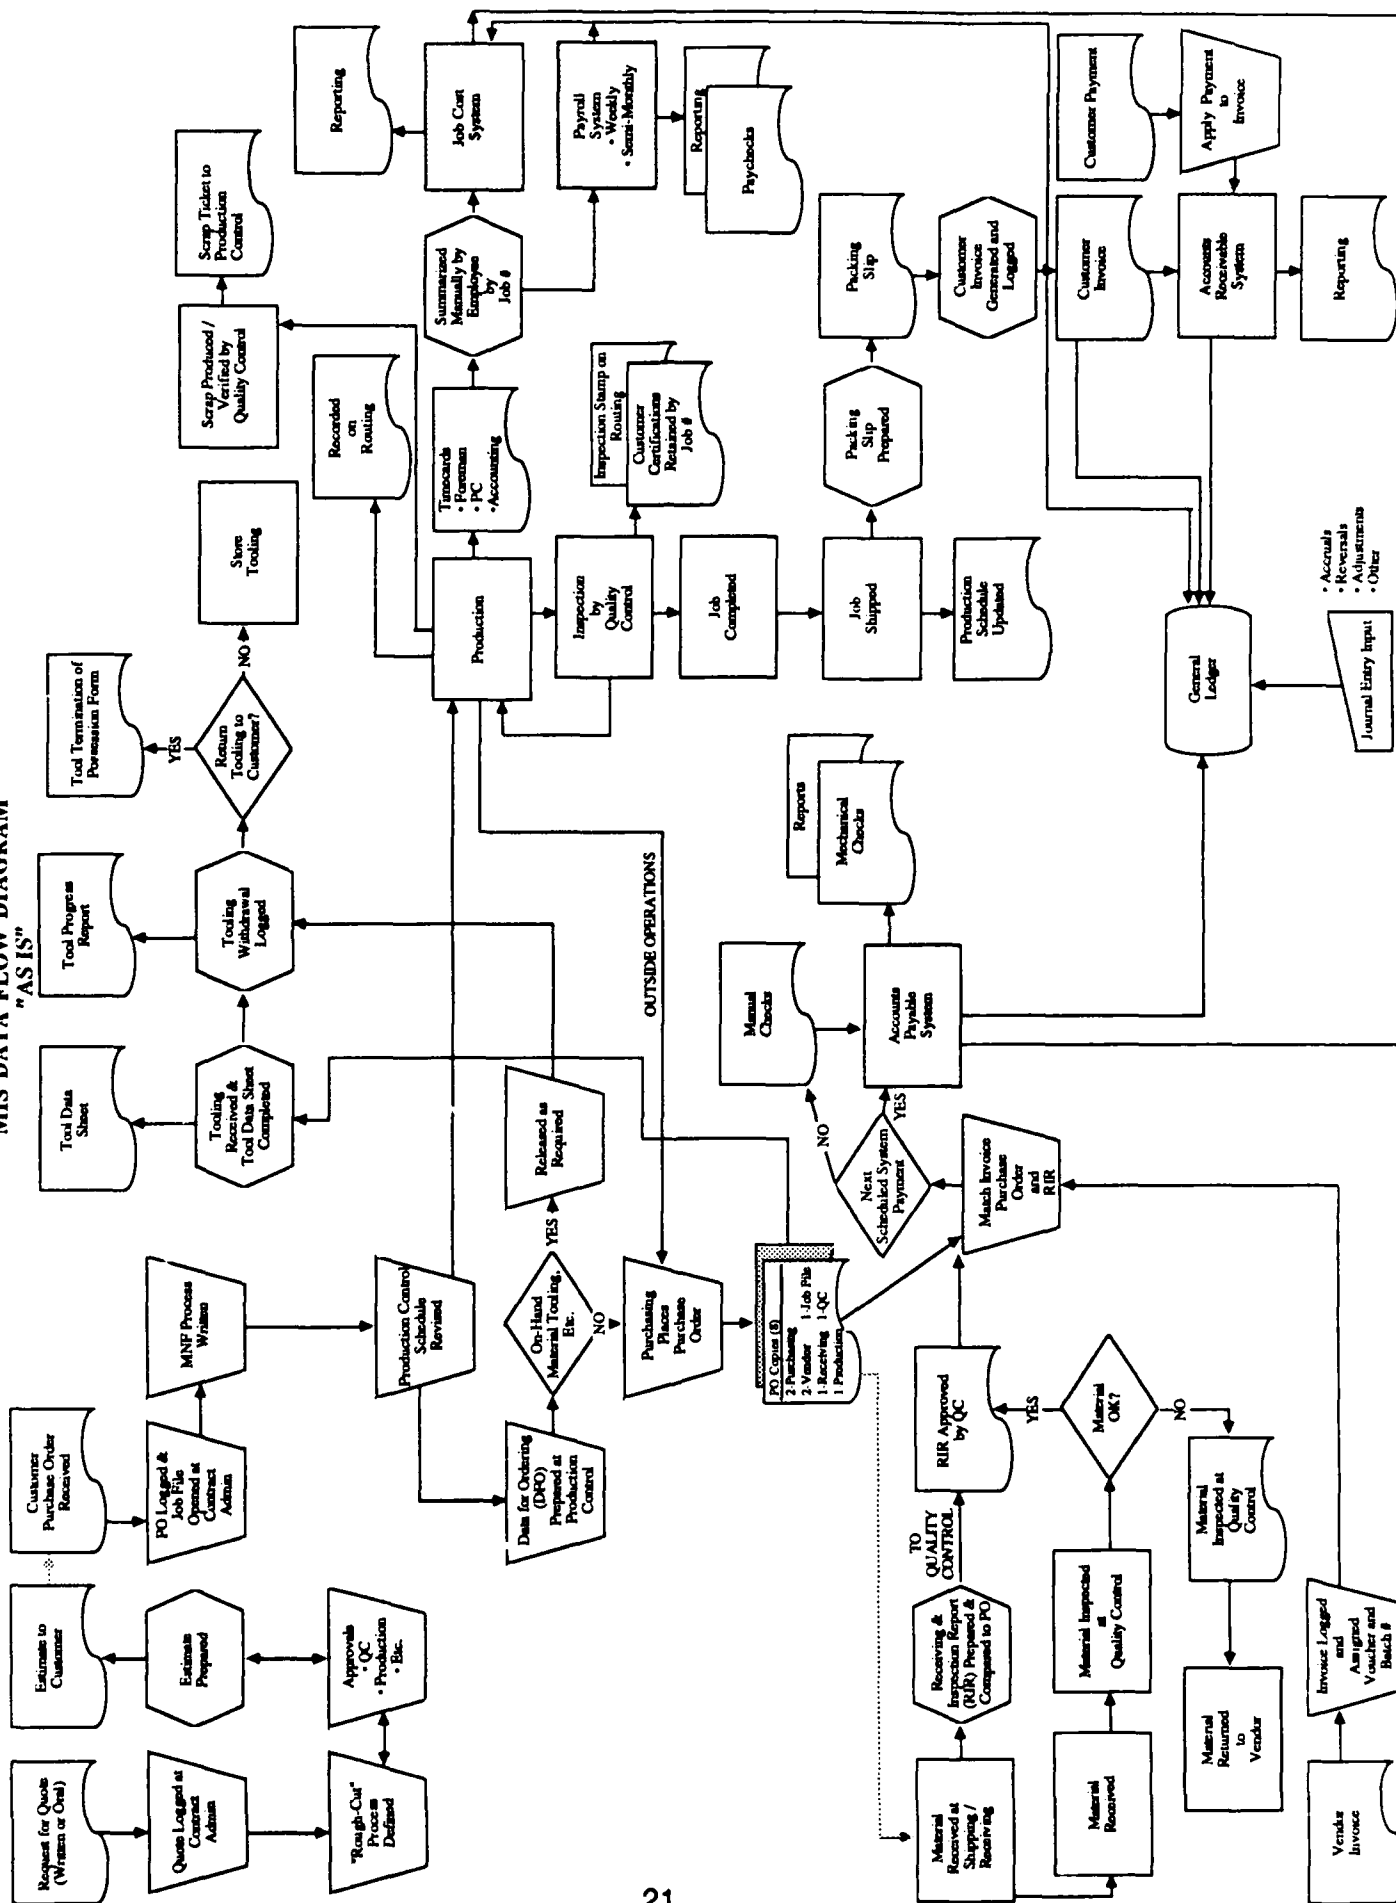 MIS DATA FLOW DIAGRAM
"AS IS"
Request for Quote
(Written or Oral)
Quote Logged at
Contract
Admin
"Rough-Cut"
Process
Defined
Estimate to
Customer
Estimate
Prepared
Approvals
• QC
• Production
• Etc.
Customer
Purchase Order
Received
PO Logged &
Job File
Opened at
Contract
Admin
MNF Process
Written
Production Control
Schedule
Revised
Data for Ordering
(DFO)
Prepared at
Production
Control
On-Hand
Material Tooling,
Etc.
YES
NO
Released as
Required
Purchasing
Places
Purchase
Order
OUTSIDE OPERATIONS
PO Copies (8)
2-Purchasing
2-Vendor 1-Job File
1-Receiving 1-QC
1 Production
Tool Data
Sheet
Tooling
Received &
Tool Data Sheet
Completed
Tool Progress
Report
Tooling
Withdrawal
Logged
Tool Termination of
Possession Form
YES
Return
Tooling to
Customer?
NO
Store
Tooling
Recorded
on
Routing
Scrap Produced /
Verified by
Quality Control
Scrap Ticket to
Production
Control
Production
Timecards
• Foreman
• PC
• Accounting
Summarized
Manually by
Employee
by
Job #
Job Cost
System
Reporting
Payroll
System
• Weekly
• Semi-Monthly
Reporting
Paychecks
Inspection
by
Quality
Control
Inspection Stamp on
Routing
Customer
Certifications
Retained by
Job #
Job
Completed
Job
Shipped
Production
Schedule
Updated
Packing
Slip
Prepared
Packing
Slip
Customer
Invoice
Generated and
Logged
Customer
Invoice
Customer Payment
Apply Payment
to
Invoice
Accounts
Receivable
System
Reporting
General
Ledger
Journal Entry Input
• Accruals
• Reversals
• Adjustments
• Other
Reports
Mechanical
Checks
Manual
Checks
Accounts
Payable
System
NO
YES
Next
Scheduled System
Payment
Match Invoice
Purchase
Order
and
RIR
Material
Received at
Shipping /
Receiving
Receiving &
Inspection Report
(RIR) Prepared &
Compared to PO
TO
QUALITY CONTROL
RIR Approved
by QC
Material
Received
Material Inspected
at
Quality Control
Material
OK?
YES
NO
Material
Inspected at
Quality
Control
Material
Returned
to
Vendor
Vendor
Invoice
Invoice Logged
and
Assigned
Voucher and
Batch #
21